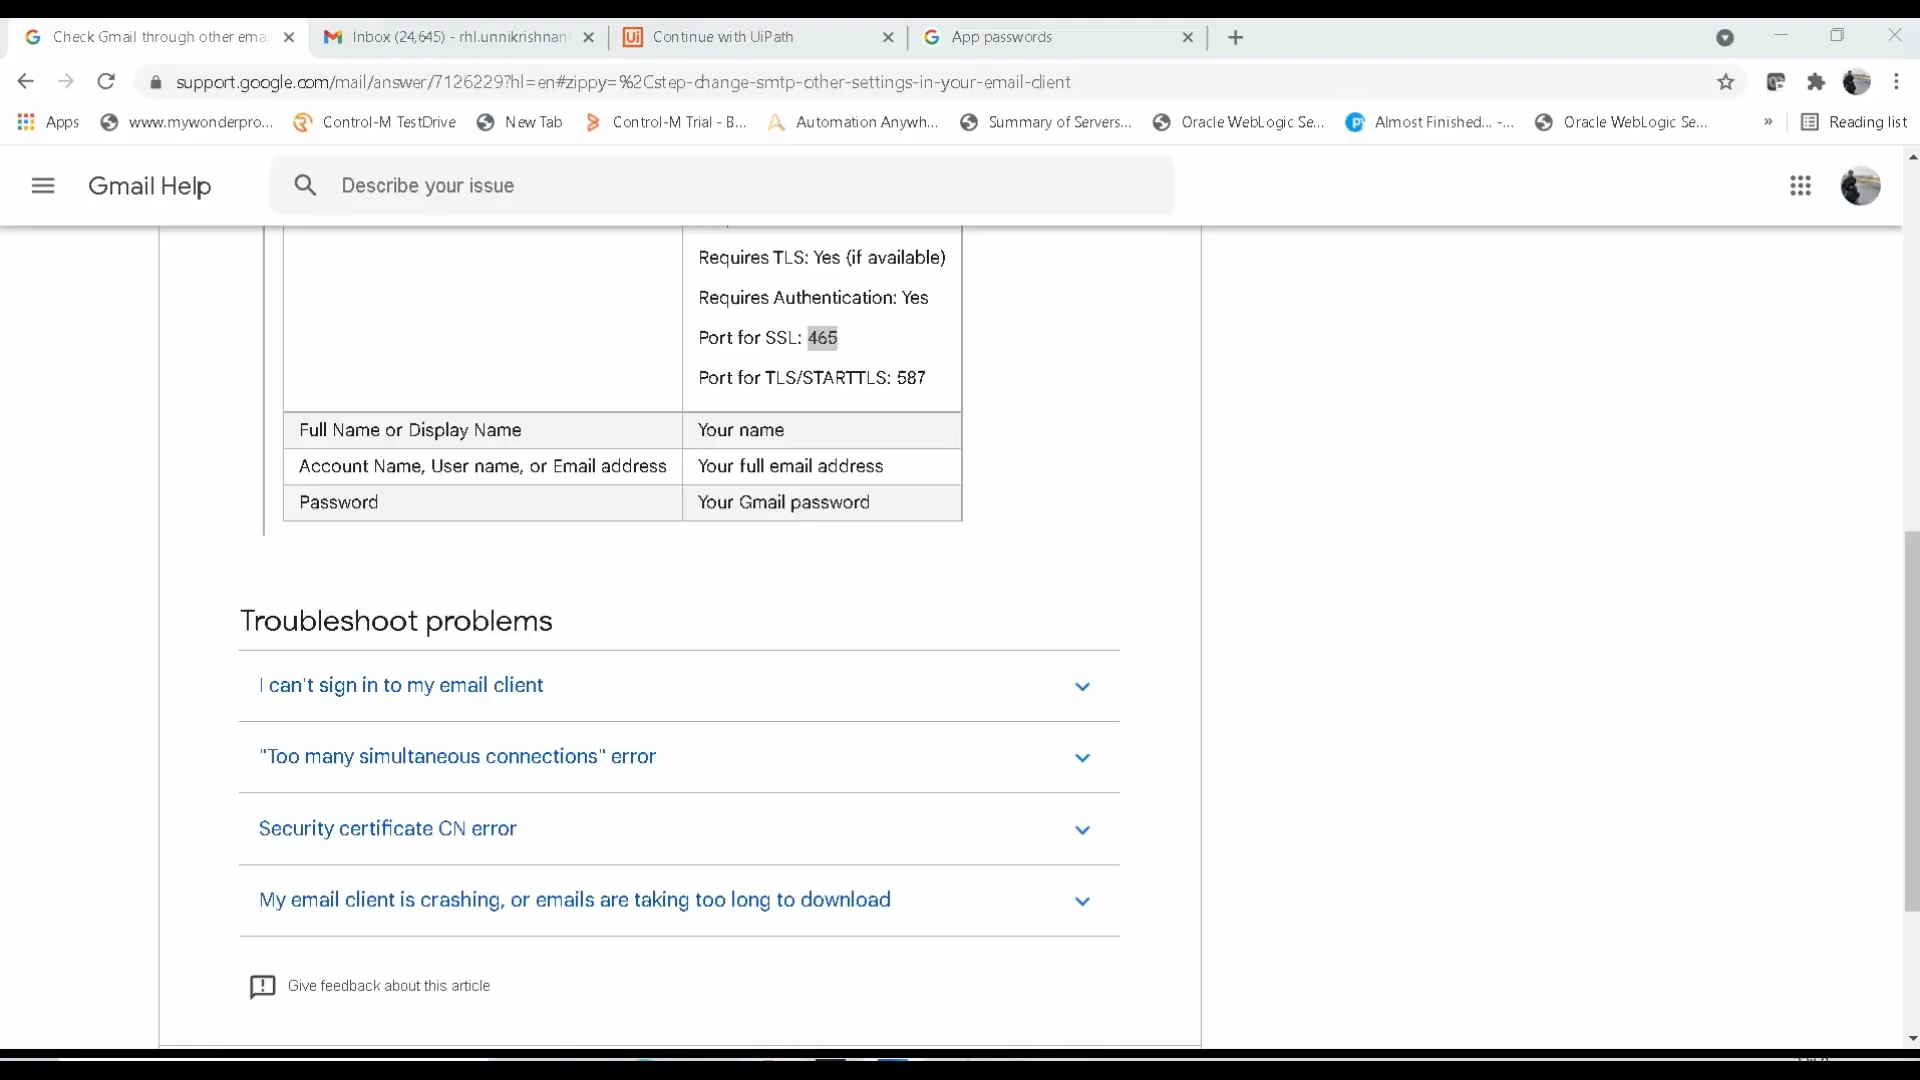 Check Gmail through other emai
Inbox (24,645) - rhl.unnikrishnan
Continue with UiPath
App passwords
support.google.com/mail/answer/7126229?hl=en#zippy=%2Cstep-change-smtp-other-settings-in-your-email-client
Apps
www.mywonderpro...
Control-M TestDrive
New Tab
Control-M Trial - B...
Automation Anywh...
Summary of Servers...
Oracle WebLogic Se...
Almost Finished... -...
Oracle WebLogic Se...
»
Reading list
Gmail Help
Describe your issue
Requires TLS: Yes (if available)
Requires Authentication: Yes
Port for SSL: 465
Port for TLS/STARTTLS: 587
Full Name or Display Name
Your name
Account Name, User name, or Email address
Your full email address
Password
Your Gmail password
Troubleshoot problems
I can't sign in to my email client
"Too many simultaneous connections" error
Security certificate CN error
My email client is crashing, or emails are taking too long to download
Give feedback about this article